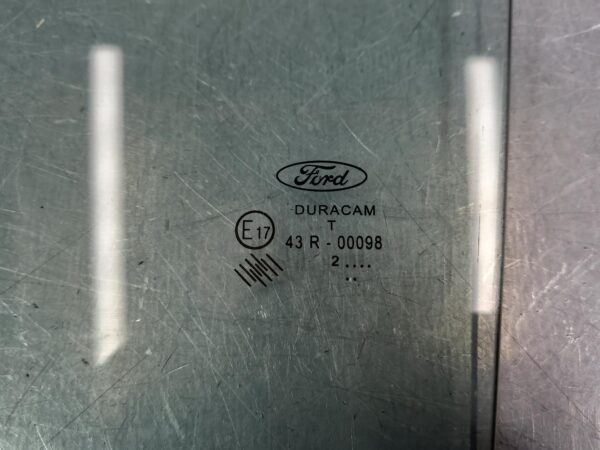 Ford
DURACAM
T
E17
43 R - 00098
2 ....
..